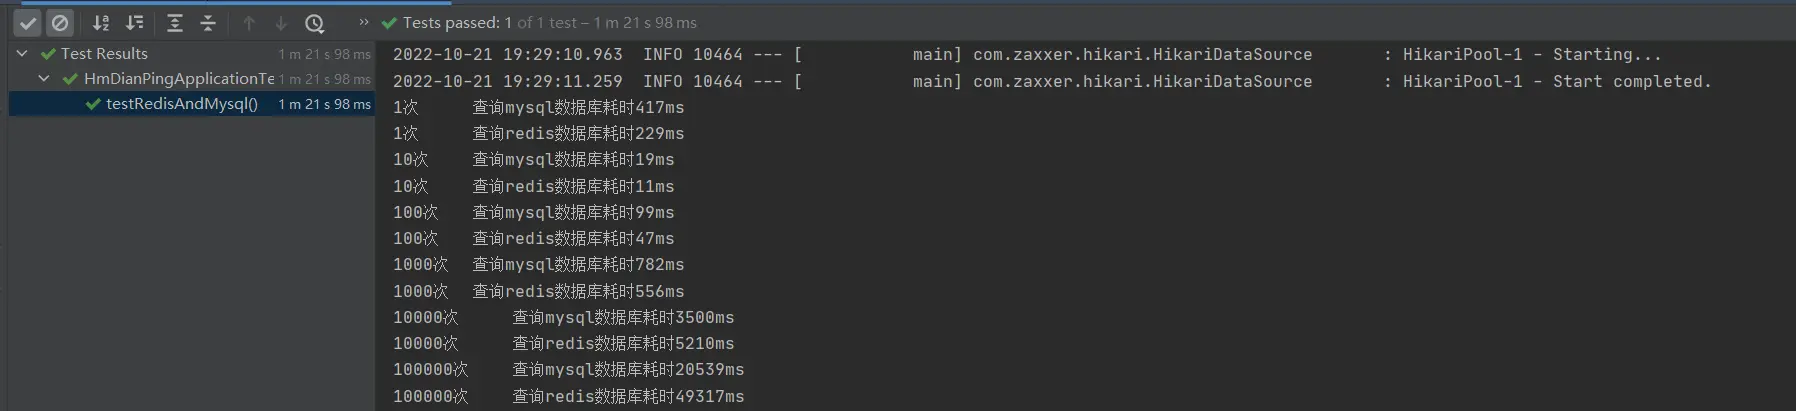 Tests passed: 1 of 1 test – 1 m 21 s 98 ms
Test Results 1 m 21 s 98 ms
HmDianPingApplicationTe 1 m 21 s 98 ms
testRedisAndMysql() 1 m 21 s 98 ms
2022-10-21 19:29:10.963  INFO 10464 --- [           main] com.zaxxer.hikari.HikariDataSource       : HikariPool-1 - Starting...
2022-10-21 19:29:11.259  INFO 10464 --- [           main] com.zaxxer.hikari.HikariDataSource       : HikariPool-1 - Start completed.
1次 查询mysql数据库耗时417ms
1次 查询redis数据库耗时229ms
10次 查询mysql数据库耗时19ms
10次 查询redis数据库耗时11ms
100次 查询mysql数据库耗时99ms
100次 查询redis数据库耗时47ms
1000次 查询mysql数据库耗时782ms
1000次 查询redis数据库耗时556ms
10000次 查询mysql数据库耗时3500ms
10000次 查询redis数据库耗时5210ms
100000次 查询mysql数据库耗时20539ms
100000次 查询redis数据库耗时49317ms